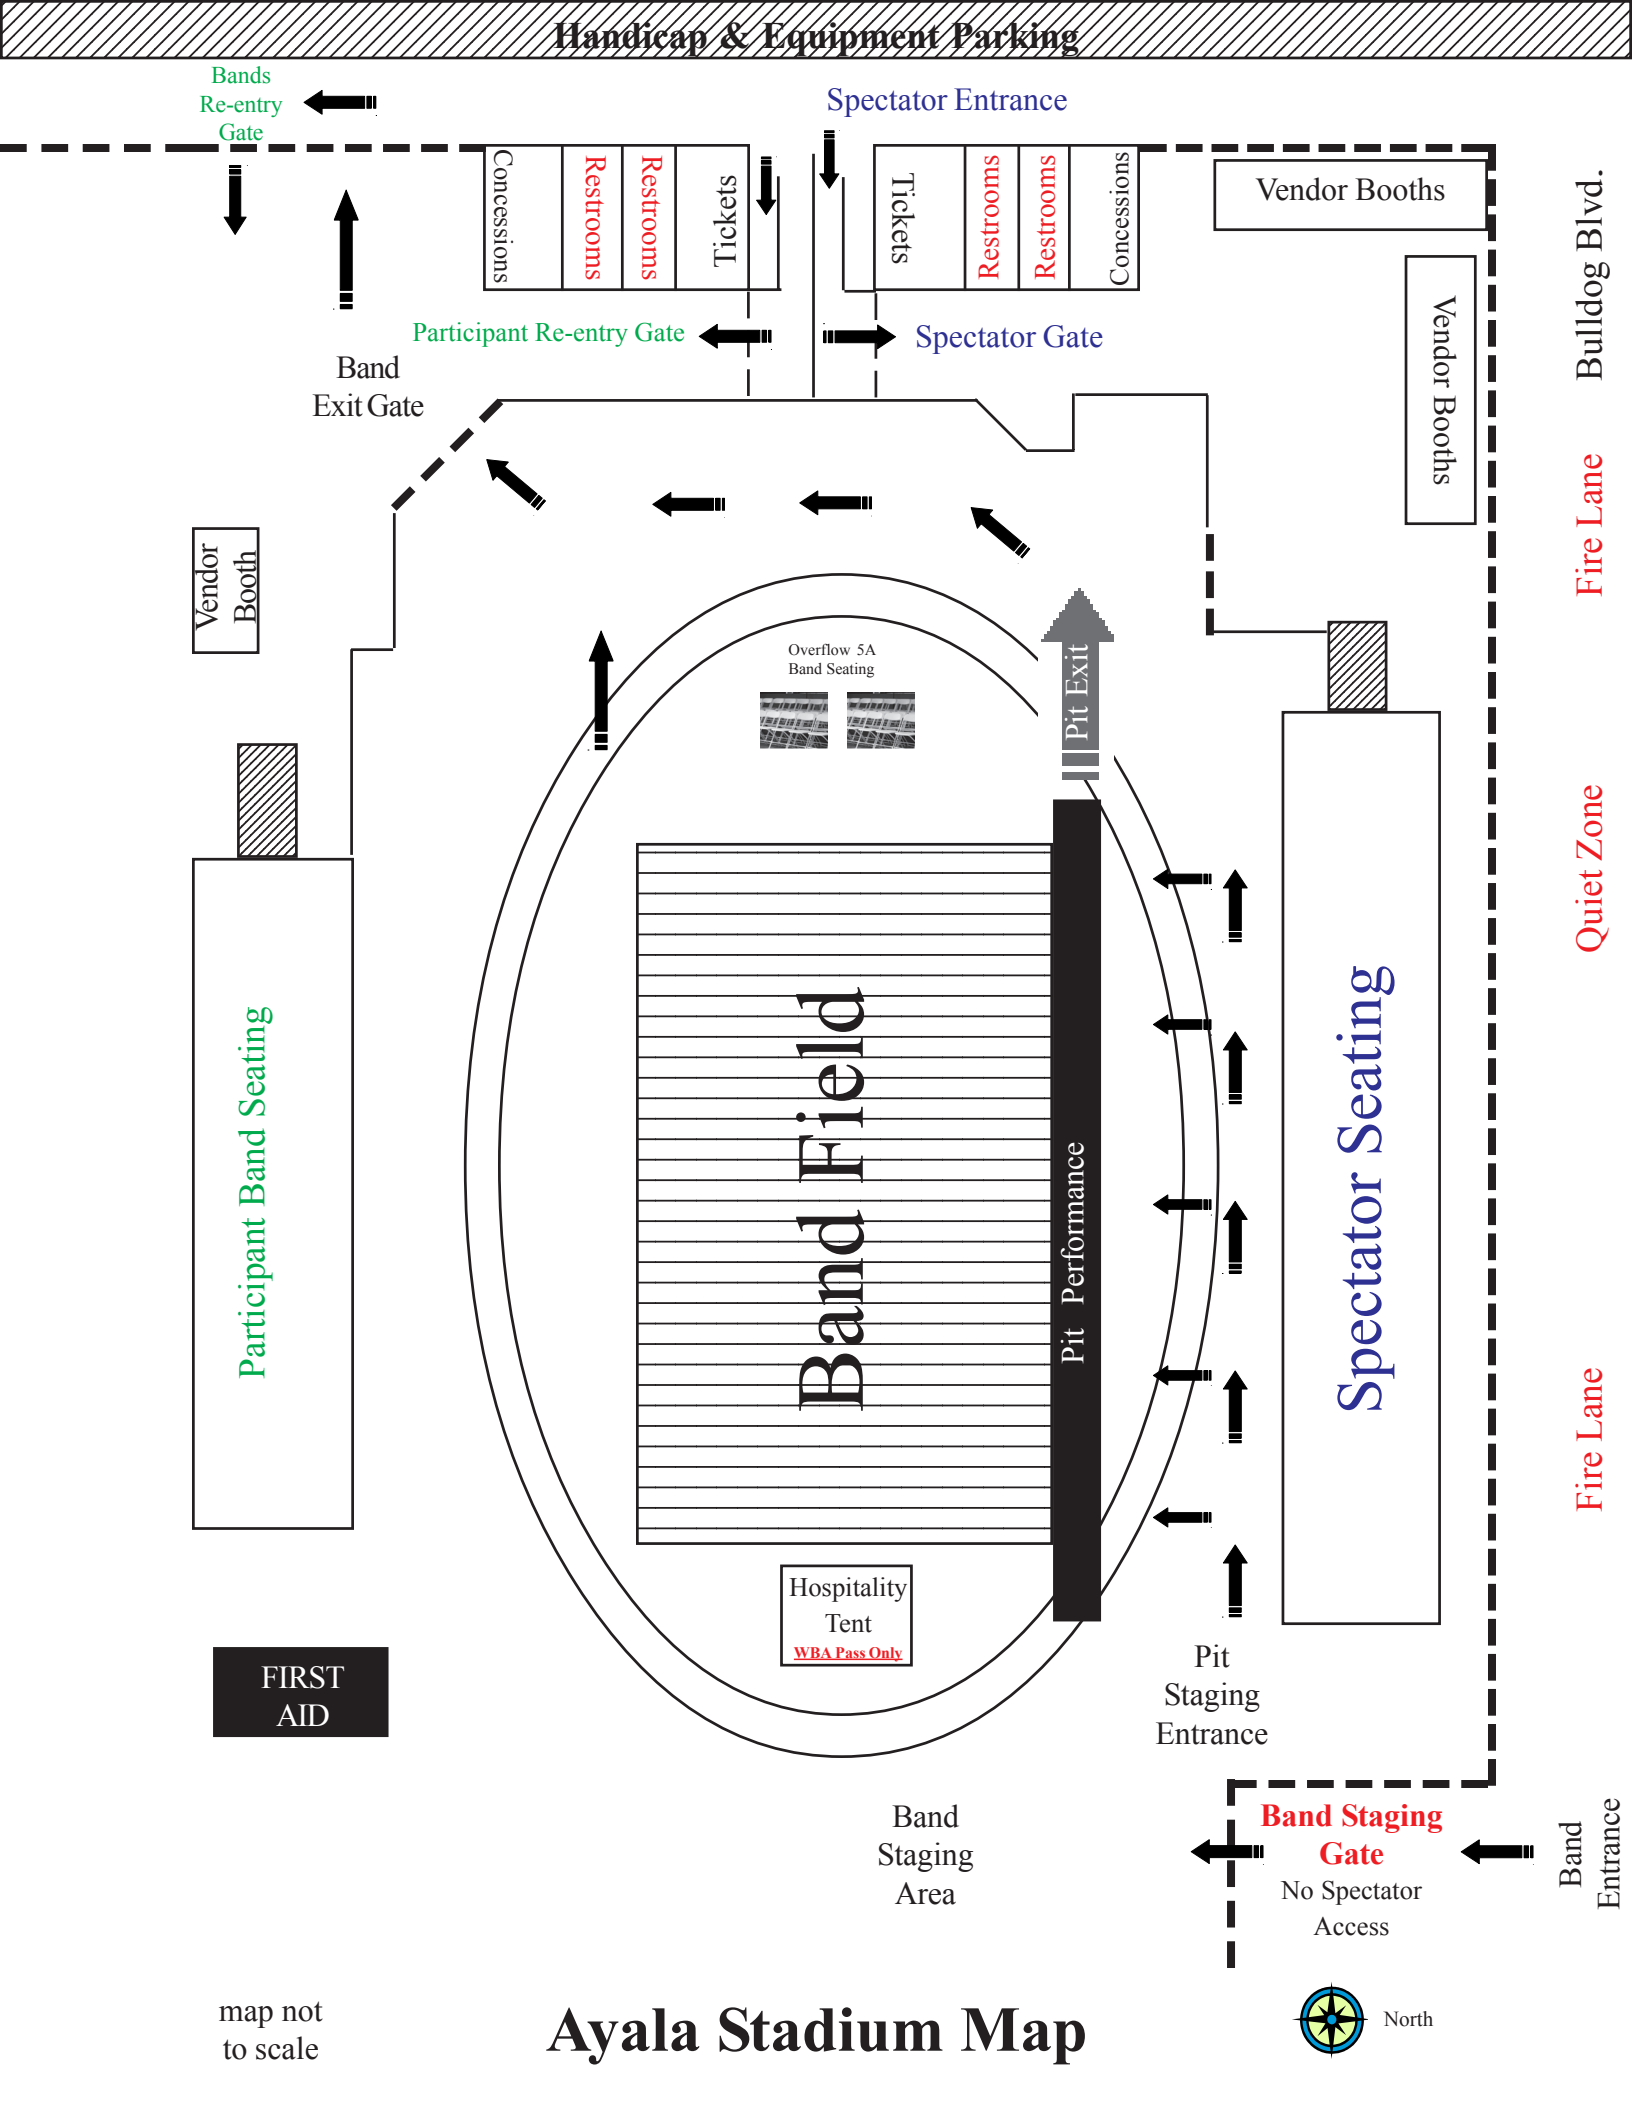 Handicap & Equipment Parking
Bands
Re-entry
Gate
Spectator Entrance
Concessions
Restrooms
Restrooms
Tickets
Tickets
Restrooms
Restrooms
Concessions
Vendor Booths
Bulldog Blvd.
Vendor Booths
Participant Re-entry Gate
Spectator Gate
Band
Exit Gate
Fire Lane
Vendor
Booth
Overflow 5A
Band Seating
Pit Exit
Quiet Zone
Participant Band Seating
Band Field
Pit Performance
Spectator Seating
Fire Lane
Hospitality
Tent
WBA Pass Only
FIRST
AID
Pit
Staging
Entrance
Band
Staging
Area
Band Staging
Gate
No Spectator
Access
Band
Entrance
map not
to scale
Ayala Stadium Map
North